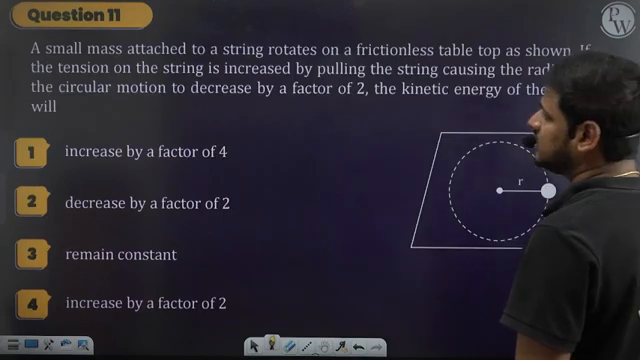 Question 11
PW
A small mass attached to a string rotates on a frictionless table top as shown. If
the tension on the string is increased by pulling the string causing the
the circular motion to decrease by a factor of 2, the kinetic energy of the
will
1 increase by a factor of 4
2 decrease by a factor of 2
3 remain constant
4 increase by a factor of 2
r